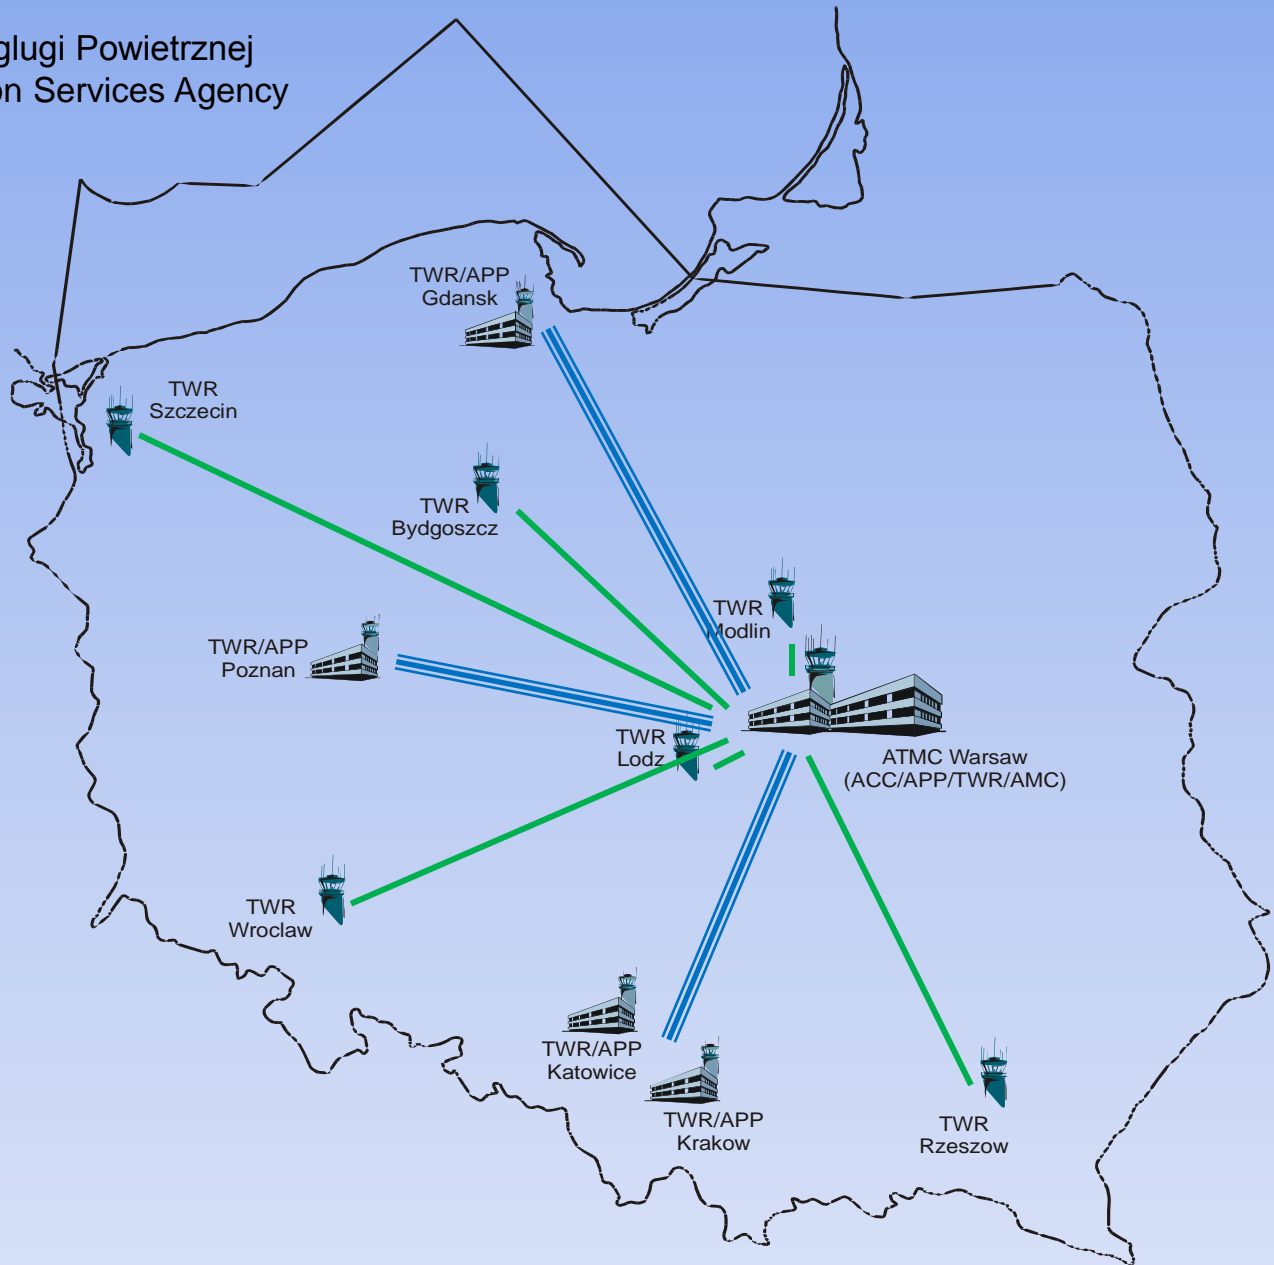 glugi Powietrznej
on Services Agency
TWR/APP
Gdansk
TWR
Szczecin
TWR
Bydgoszcz
TWR
Modlin
TWR/APP
Poznan
TWR
Lodz
ATMC Warsaw
(ACC/APP/TWR/AMC)
TWR
Wroclaw
TWR/APP
Katowice
TWR/APP
Krakow
TWR
Rzeszow